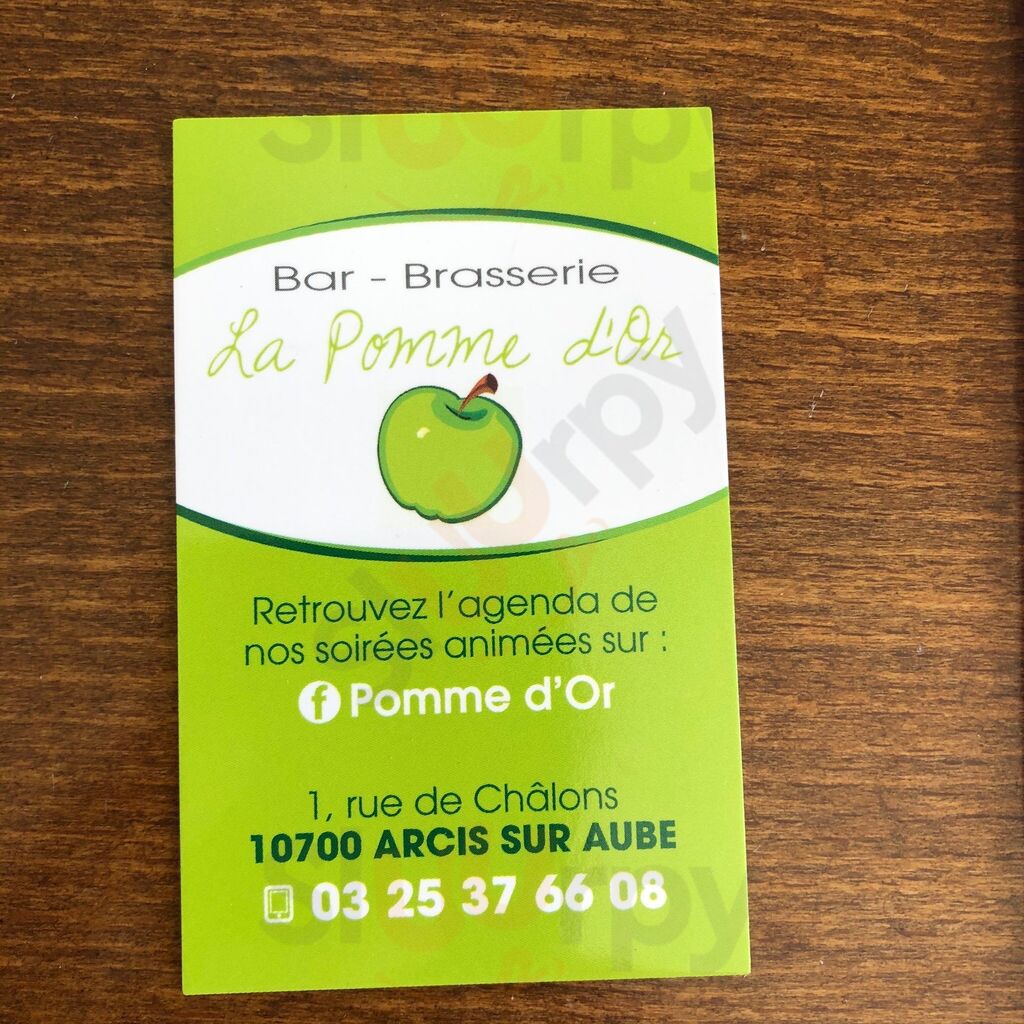 Bar - Brasserie
La Pomme d'Or
Retrouvez l'agenda de
nos soirées animées sur :
f Pomme d'Or
1, rue de Châlons
10700 ARCIS SUR AUBE
03 25 37 66 08